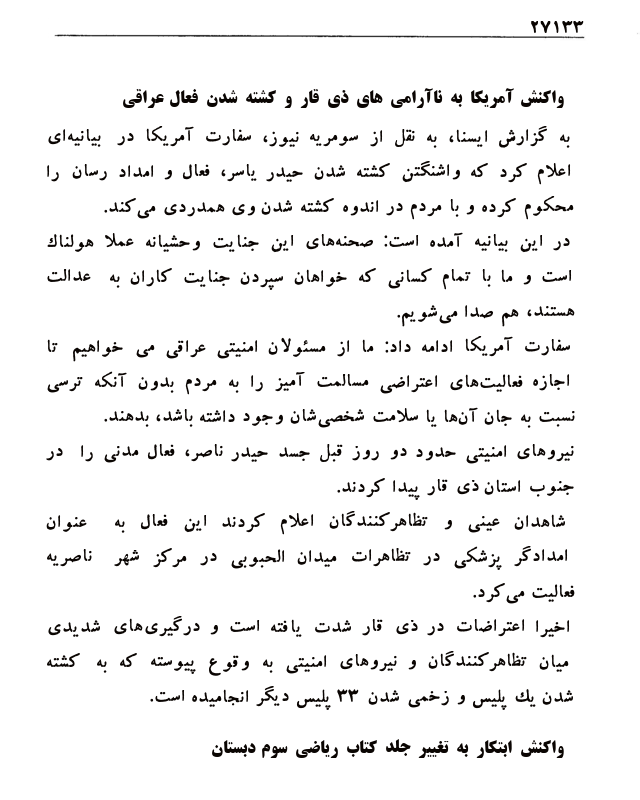 ۲۷۱۳۳
واکنش آمریکا به ناآرامی های ذی قار و کشته شدن فعال عراقی
به گزارش ایسنا، به نقل از سومریه نیوز، سفارت آمریکا در بیانیه‌ای
اعلام کرد که واشنگتن کشته شدن حیدر یاسر، فعال و امداد رسان را
محکوم کرده و با مردم در اندوه کشته شدن وی همدردی می‌کند.
در این بیانیه آمده است: صحنه‌های این جنایت وحشیانه عملا هولناك
است و ما با تمام کسانی که خواهان سپردن جنایت کاران به عدالت
هستند، هم صدا می‌شویم.
سفارت آمریکا ادامه داد: ما از مسئولان امنیتی عراقی می خواهیم تا
اجازه فعالیت‌های اعتراضی مسالمت آمیز را به مردم بدون آنکه ترسی
نسبت به جان آن‌ها یا سلامت شخصی‌شان وجود داشته باشد، بدهند.
نیروهای امنیتی حدود دو روز قبل جسد حیدر ناصر، فعال مدنی را در
جنوب استان ذی قار پیدا کردند.
شاهدان عینی و تظاهرکنندگان اعلام کردند این فعال به عنوان
امدادگر پزشکی در تظاهرات میدان الحبوبی در مرکز شهر ناصریه
فعالیت می‌کرد.
اخیرا اعتراضات در ذی قار شدت یافته است و درگیری‌های شدیدی
میان تظاهرکنندگان و نیروهای امنیتی به وقوع پیوسته که به کشته
شدن یك پلیس و زخمی شدن ۳۳ پلیس دیگر انجامیده است.
واکنش ابتکار به تغییر جلد کتاب ریاضی سوم دبستان